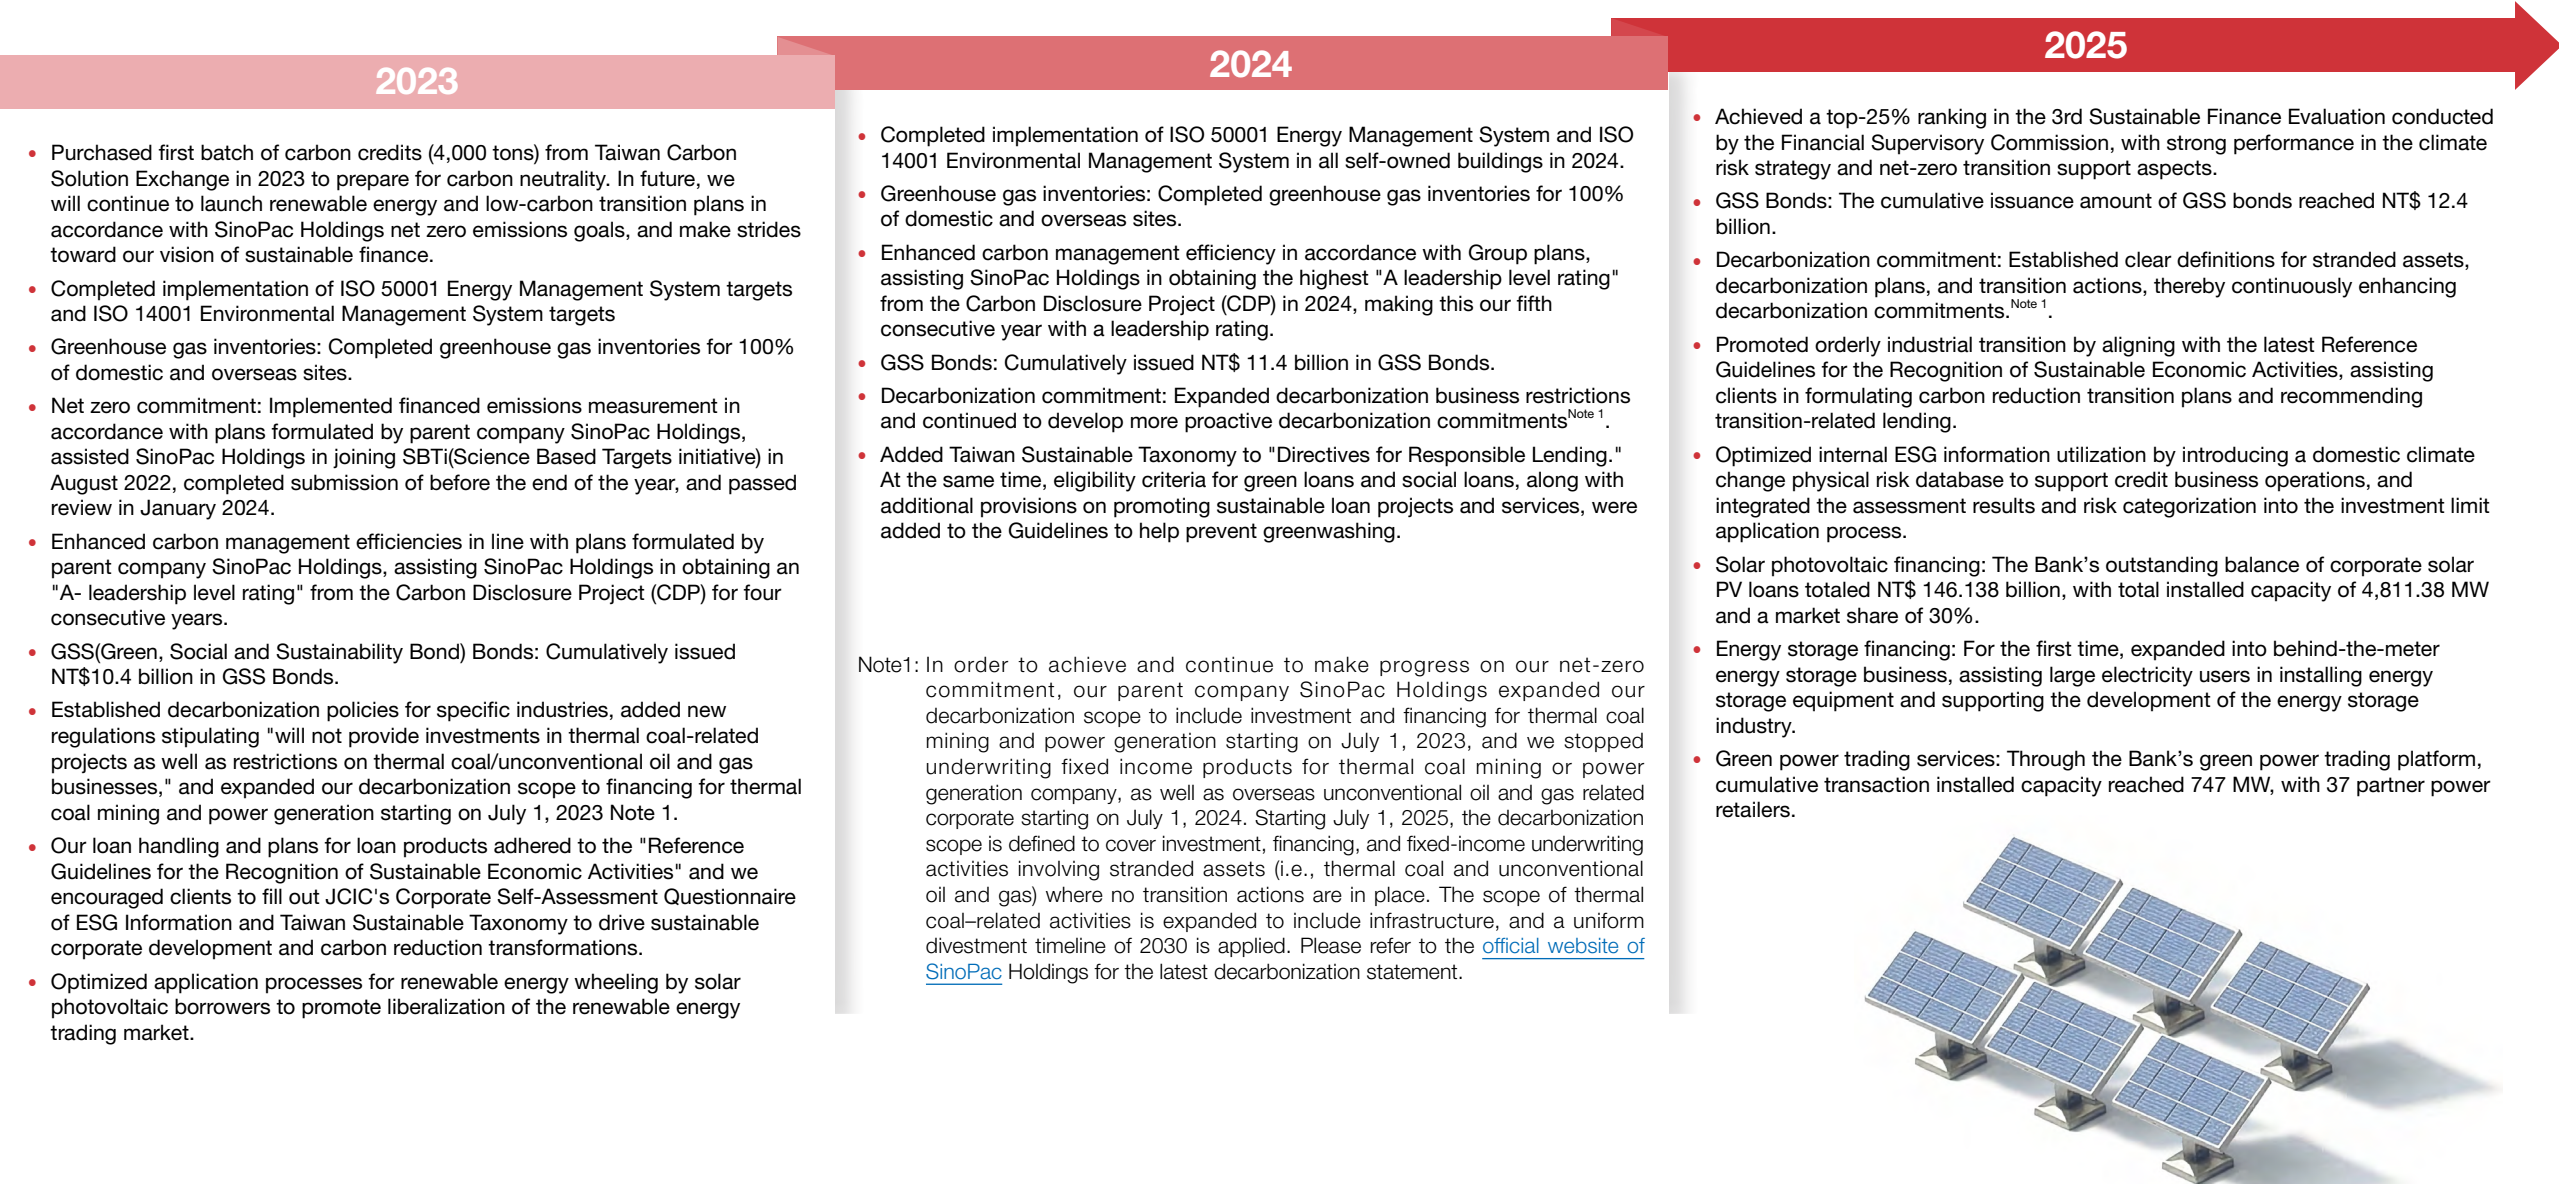 2023
Purchased first batch of carbon credits (4,000 tons) from Taiwan Carbon
Solution Exchange in 2023 to prepare for carbon neutrality. In future, we
will continue to launch renewable energy and low-carbon transition plans in
accordance with SinoPac Holdings net zero emissions goals, and make strides
toward our vision of sustainable finance.
Completed implementation of ISO 50001 Energy Management System targets
and ISO 14001 Environmental Management System targets
Greenhouse gas inventories: Completed greenhouse gas inventories for 100%
of domestic and overseas sites.
Net zero commitment: Implemented financed emissions measurement in
accordance with plans formulated by parent company SinoPac Holdings,
assisted SinoPac Holdings in joining SBTi(Science Based Targets initiative) in
August 2022, completed submission of before the end of the year, and passed
review in January 2024.
Enhanced carbon management efficiencies in line with plans formulated by
parent company SinoPac Holdings, assisting SinoPac Holdings in obtaining an
"A- leadership level rating" from the Carbon Disclosure Project (CDP) for four
consecutive years.
GSS(Green, Social and Sustainability Bond) Bonds: Cumulatively issued
NT$10.4 billion in GSS Bonds.
Established decarbonization policies for specific industries, added new
regulations stipulating "will not provide investments in thermal coal-related
projects as well as restrictions on thermal coal/unconventional oil and gas
businesses," and expanded our decarbonization scope to financing for thermal
coal mining and power generation starting on July 1, 2023 Note 1.
Our loan handling and plans for loan products adhered to the "Reference
Guidelines for the Recognition of Sustainable Economic Activities" and we
encouraged clients to fill out JCIC's Corporate Self-Assessment Questionnaire
of ESG Information and Taiwan Sustainable Taxonomy to drive sustainable
corporate development and carbon reduction transformations.
Optimized application processes for renewable energy wheeling by solar
photovoltaic borrowers to promote liberalization of the renewable energy
trading market.
2024
Completed implementation of ISO 50001 Energy Management System and ISO
14001 Environmental Management System in all self-owned buildings in 2024.
Greenhouse gas inventories: Completed greenhouse gas inventories for 100%
of domestic and overseas sites.
Enhanced carbon management efficiency in accordance with Group plans,
assisting SinoPac Holdings in obtaining the highest "A leadership level rating"
from the Carbon Disclosure Project (CDP) in 2024, making this our fifth
consecutive year with a leadership rating.
GSS Bonds: Cumulatively issued NT$ 11.4 billion in GSS Bonds.
Decarbonization commitment: Expanded decarbonization business restrictions
and continued to develop more proactive decarbonization commitments Note 1.
Added Taiwan Sustainable Taxonomy to "Directives for Responsible Lending."
At the same time, eligibility criteria for green loans and social loans, along with
additional provisions on promoting sustainable loan projects and services, were
added to the Guidelines to help prevent greenwashing.
Note1: In order to achieve and continue to make progress on our net-zero
commitment, our parent company SinoPac Holdings expanded our
decarbonization scope to include investment and financing for thermal coal
mining and power generation starting on July 1, 2023, and we stopped
underwriting fixed income products for thermal coal mining or power
generation company, as well as overseas unconventional oil and gas related
corporate starting on July 1, 2024. Starting July 1, 2025, the decarbonization
scope is defined to cover investment, financing, and fixed-income underwriting
activities involving stranded assets (i.e., thermal coal and unconventional
oil and gas) where no transition actions are in place. The scope of thermal
coal–related activities is expanded to include infrastructure, and a uniform
divestment timeline of 2030 is applied. Please refer to the official website of
SinoPac Holdings for the latest decarbonization statement.
2025
Achieved a top-25% ranking in the 3rd Sustainable Finance Evaluation conducted
by the Financial Supervisory Commission, with strong performance in the climate
risk strategy and net-zero transition support aspects.
GSS Bonds: The cumulative issuance amount of GSS bonds reached NT$ 12.4
billion.
Decarbonization commitment: Established clear definitions for stranded assets,
decarbonization plans, and transition actions, thereby continuously enhancing
decarbonization commitments. Note 1.
Promoted orderly industrial transition by aligning with the latest Reference
Guidelines for the Recognition of Sustainable Economic Activities, assisting
clients in formulating carbon reduction transition plans and recommending
transition-related lending.
Optimized internal ESG information utilization by introducing a domestic climate
change physical risk database to support credit business operations, and
integrated the assessment results and risk categorization into the investment limit
application process.
Solar photovoltaic financing: The Bank’s outstanding balance of corporate solar
PV loans totaled NT$ 146.138 billion, with total installed capacity of 4,811.38 MW
and a market share of 30%.
Energy storage financing: For the first time, expanded into behind-the-meter
energy storage business, assisting large electricity users in installing energy
storage equipment and supporting the development of the energy storage
industry.
Green power trading services: Through the Bank’s green power trading platform,
cumulative transaction installed capacity reached 747 MW, with 37 partner power
retailers.